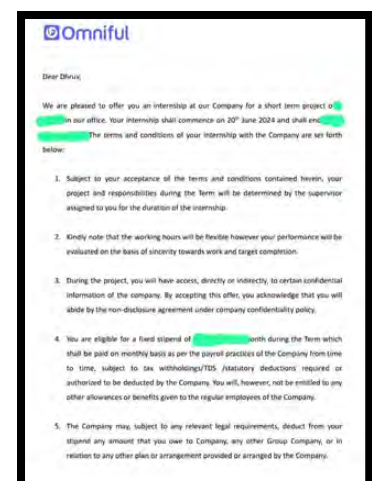 Omniful
Dear Dhruv,
We are pleased to offer you an internship at our Company for a short term project o
in our office. Your internship shall commence on 20th June 2024 and shall end
The terms and conditions of your internship with the Company are set forth
below:
1. Subject to your acceptance of the terms and conditions contained herein, your
project and responsibilities during the Term will be determined by the supervisor
assigned to you for the duration of the internship.
2. Kindly note that the working hours will be flexible however your performance will be
evaluated on the basis of sincerity towards work and target completion.
3. During the project, you will have access, directly or indirectly, to certain confidential
information of the company. By accepting this offer, you acknowledge that you will
abide by the non-disclosure agreement under company confidentiality policy.
4. You are eligible for a fixed stipend of onth during the Term which
shall be paid on monthly basis as per the payroll practices of the Company from time
to time, subject to tax withholdings/TDS /statutory deductions required or
authorized to be deducted by the Company. You will, however, not be entitled to any
other allowances or benefits given to the regular employees of the Company.
5. The Company may, subject to any relevant legal requirements, deduct from your
stipend any amount that you owe to Company, any other Group Company, or in
relation to any other plan or arrangement provided or arranged by the Company.